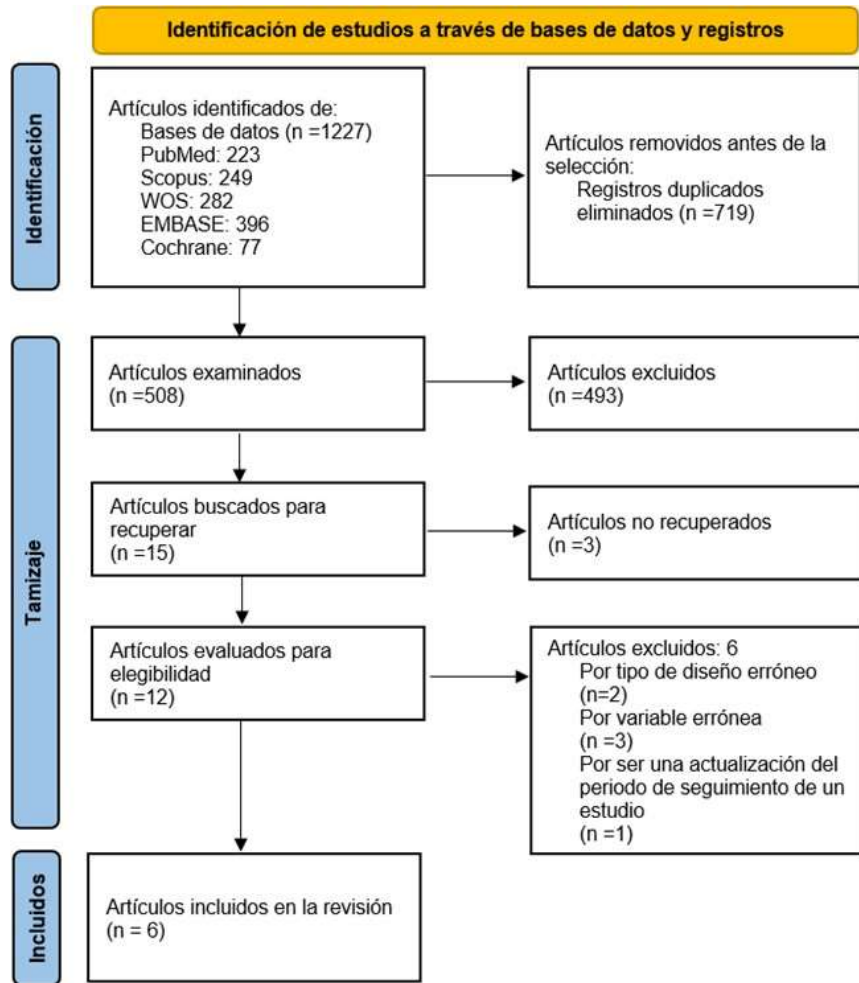 Identificación de estudios a través de bases de datos y registros
Identificación
Artículos identificados de:
Bases de datos (n =1227)
PubMed: 223
Scopus: 249
WOS: 282
EMBASE: 396
Cochrane: 77
Artículos removidos antes de la
selección:
Registros duplicados
eliminados (n =719)
Tamizaje
Artículos examinados
(n =508)
Artículos excluidos
(n =493)
Artículos buscados para
recuperar
(n =15)
Artículos no recuperados
(n =3)
Artículos evaluados para
elegibilidad
(n =12)
Artículos excluidos: 6
Por tipo de diseño erróneo
(n=2)
Por variable errónea
(n =3)
Por ser una actualización del
periodo de seguimiento de un
estudio
(n =1)
Incluidos
Artículos incluidos en la revisión
(n = 6)